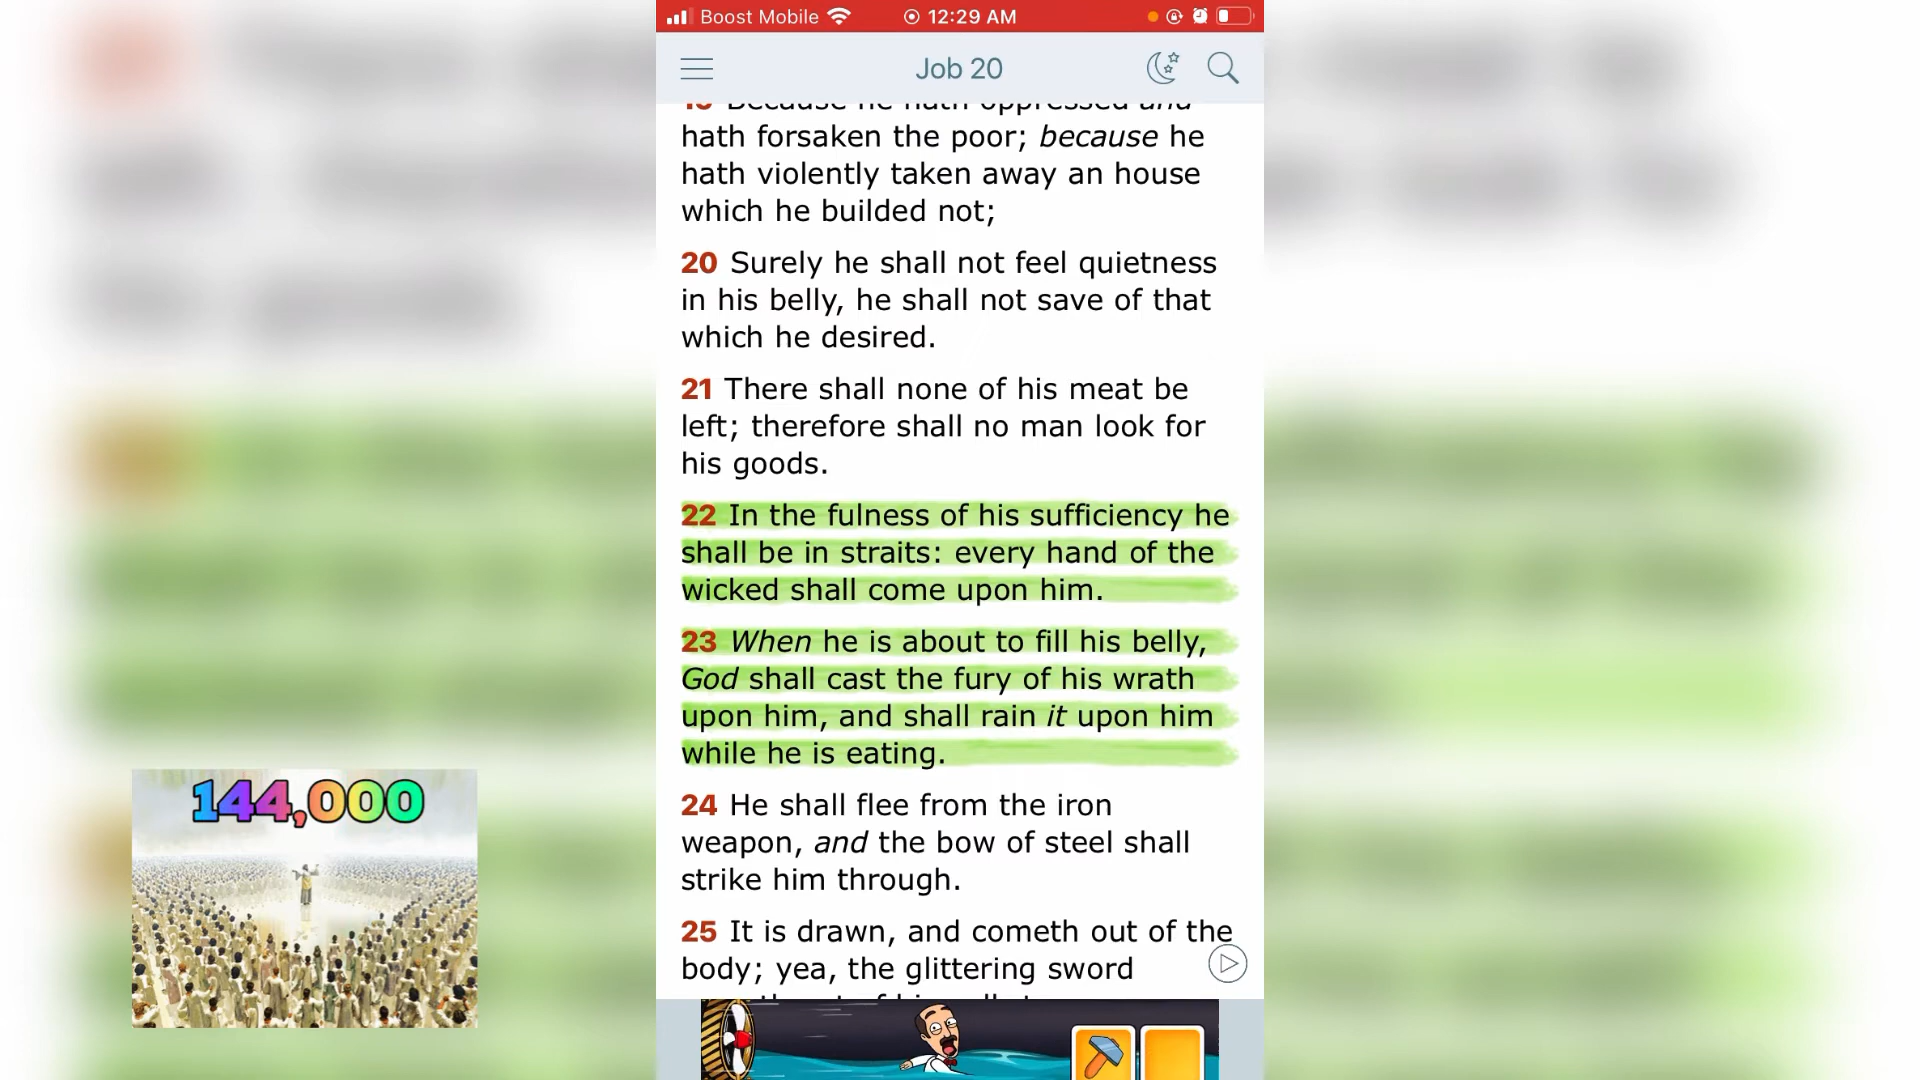 Boost Mobile
12:29 AM
Job 20
19 Because he hath oppressed and
hath forsaken the poor; because he
hath violently taken away an house
which he builded not;
20 Surely he shall not feel quietness
in his belly, he shall not save of that
which he desired.
21 There shall none of his meat be
left; therefore shall no man look for
his goods.
22 In the fulness of his sufficiency he
shall be in straits: every hand of the
wicked shall come upon him.
23 When he is about to fill his belly,
God shall cast the fury of his wrath
upon him, and shall rain it upon him
while he is eating.
24 He shall flee from the iron
weapon, and the bow of steel shall
strike him through.
25 It is drawn, and cometh out of the
body; yea, the glittering sword
144,000